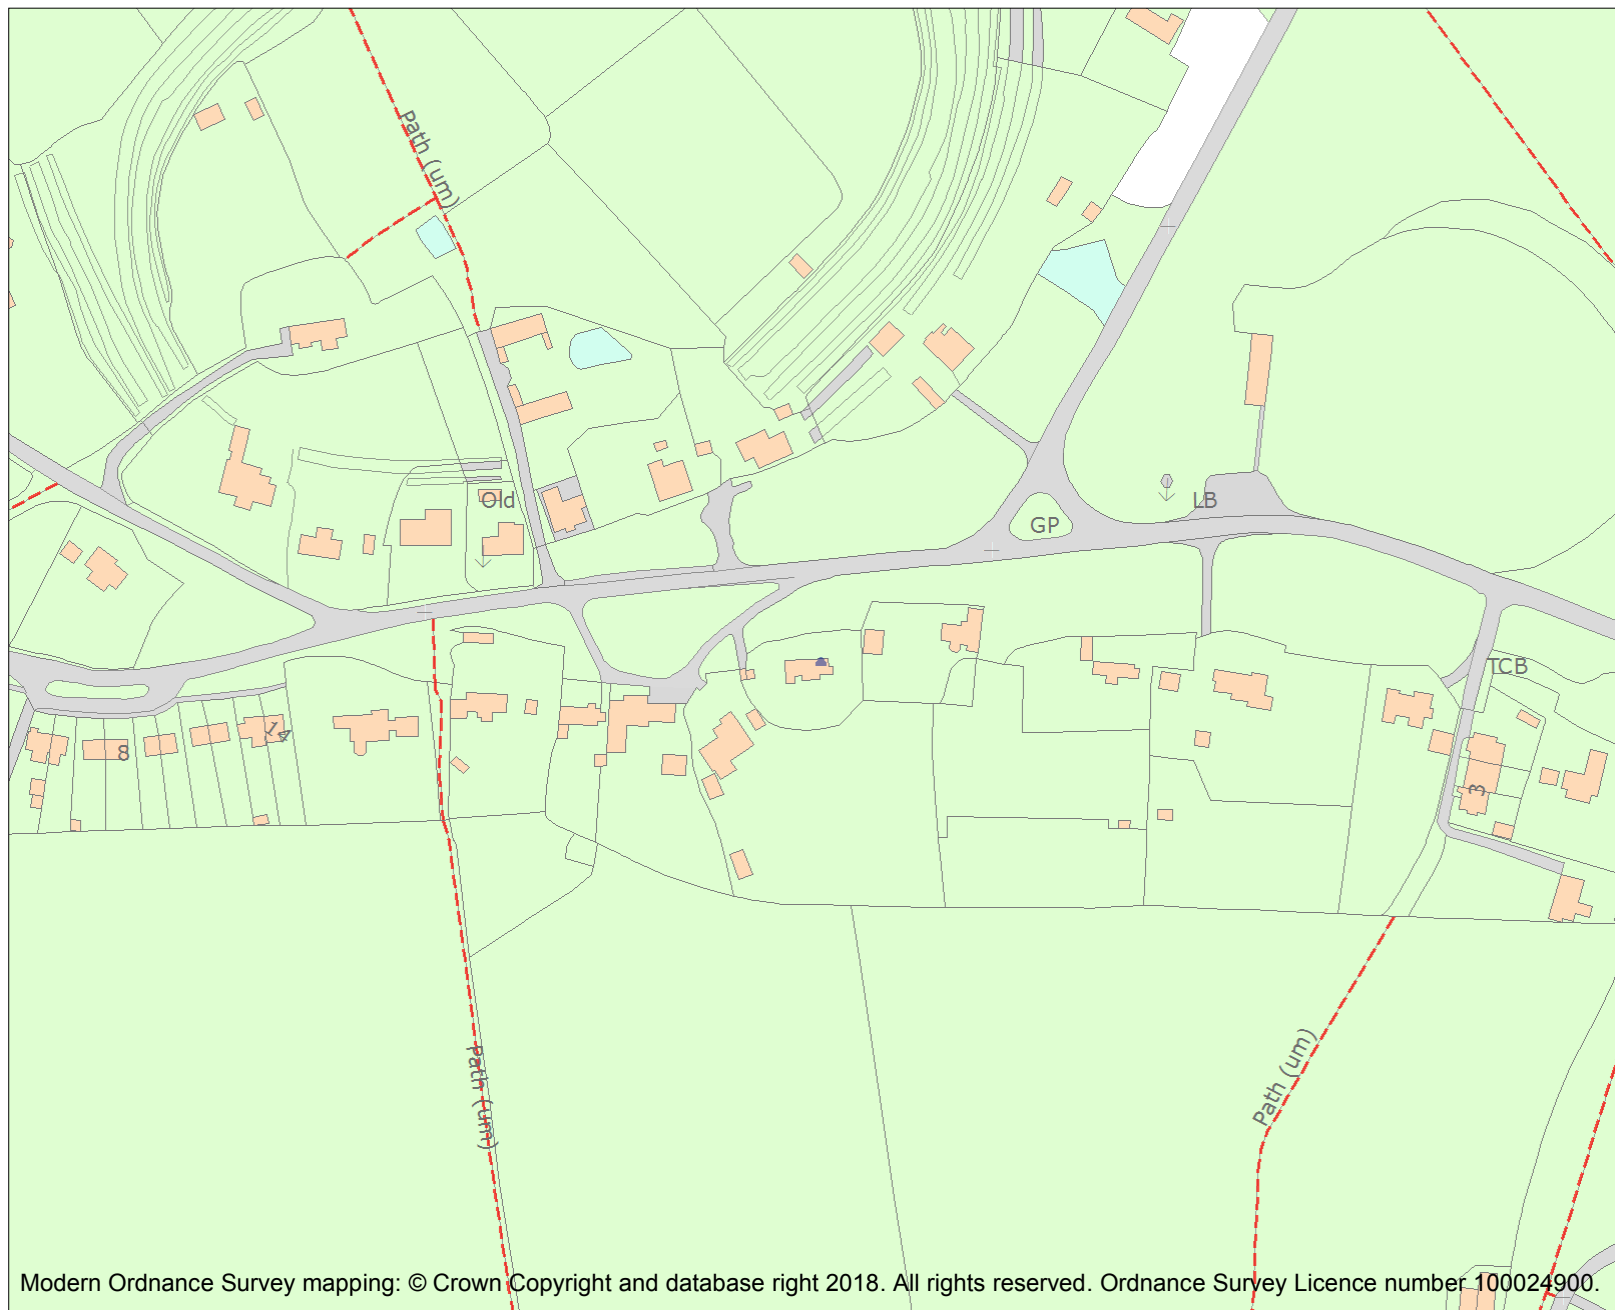 Path (um)
Old
LB
GP
TCB
14
8
3
Path (um)
Path (um)
Modern Ordnance Survey mapping: © Crown Copyright and database right 2018. All rights reserved. Ordnance Survey Licence number 100024900.